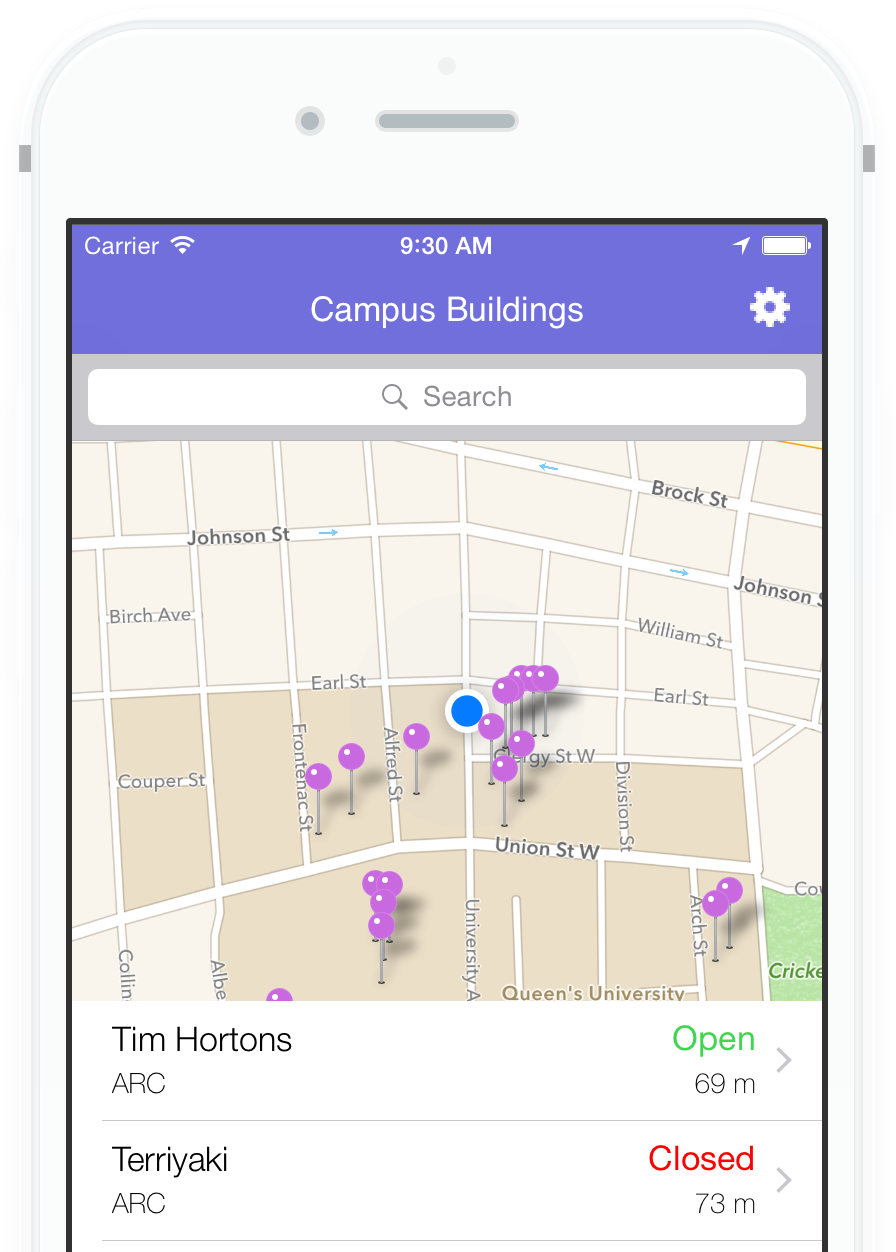 Carrier 9:30 AM
Campus Buildings
Search
Brock St
Johnson St
Johnson S
Birch Ave
William St
Earl St
Earl St
Frontenac St
Alfred St
Clergy St W
Couper St
Division St
Union St W
Cou
Arch St
University A
Collin
Albe
Cricke
Queen's University
Tim Hortons Open
ARC 69 m
Terriyaki Closed
ARC 73 m